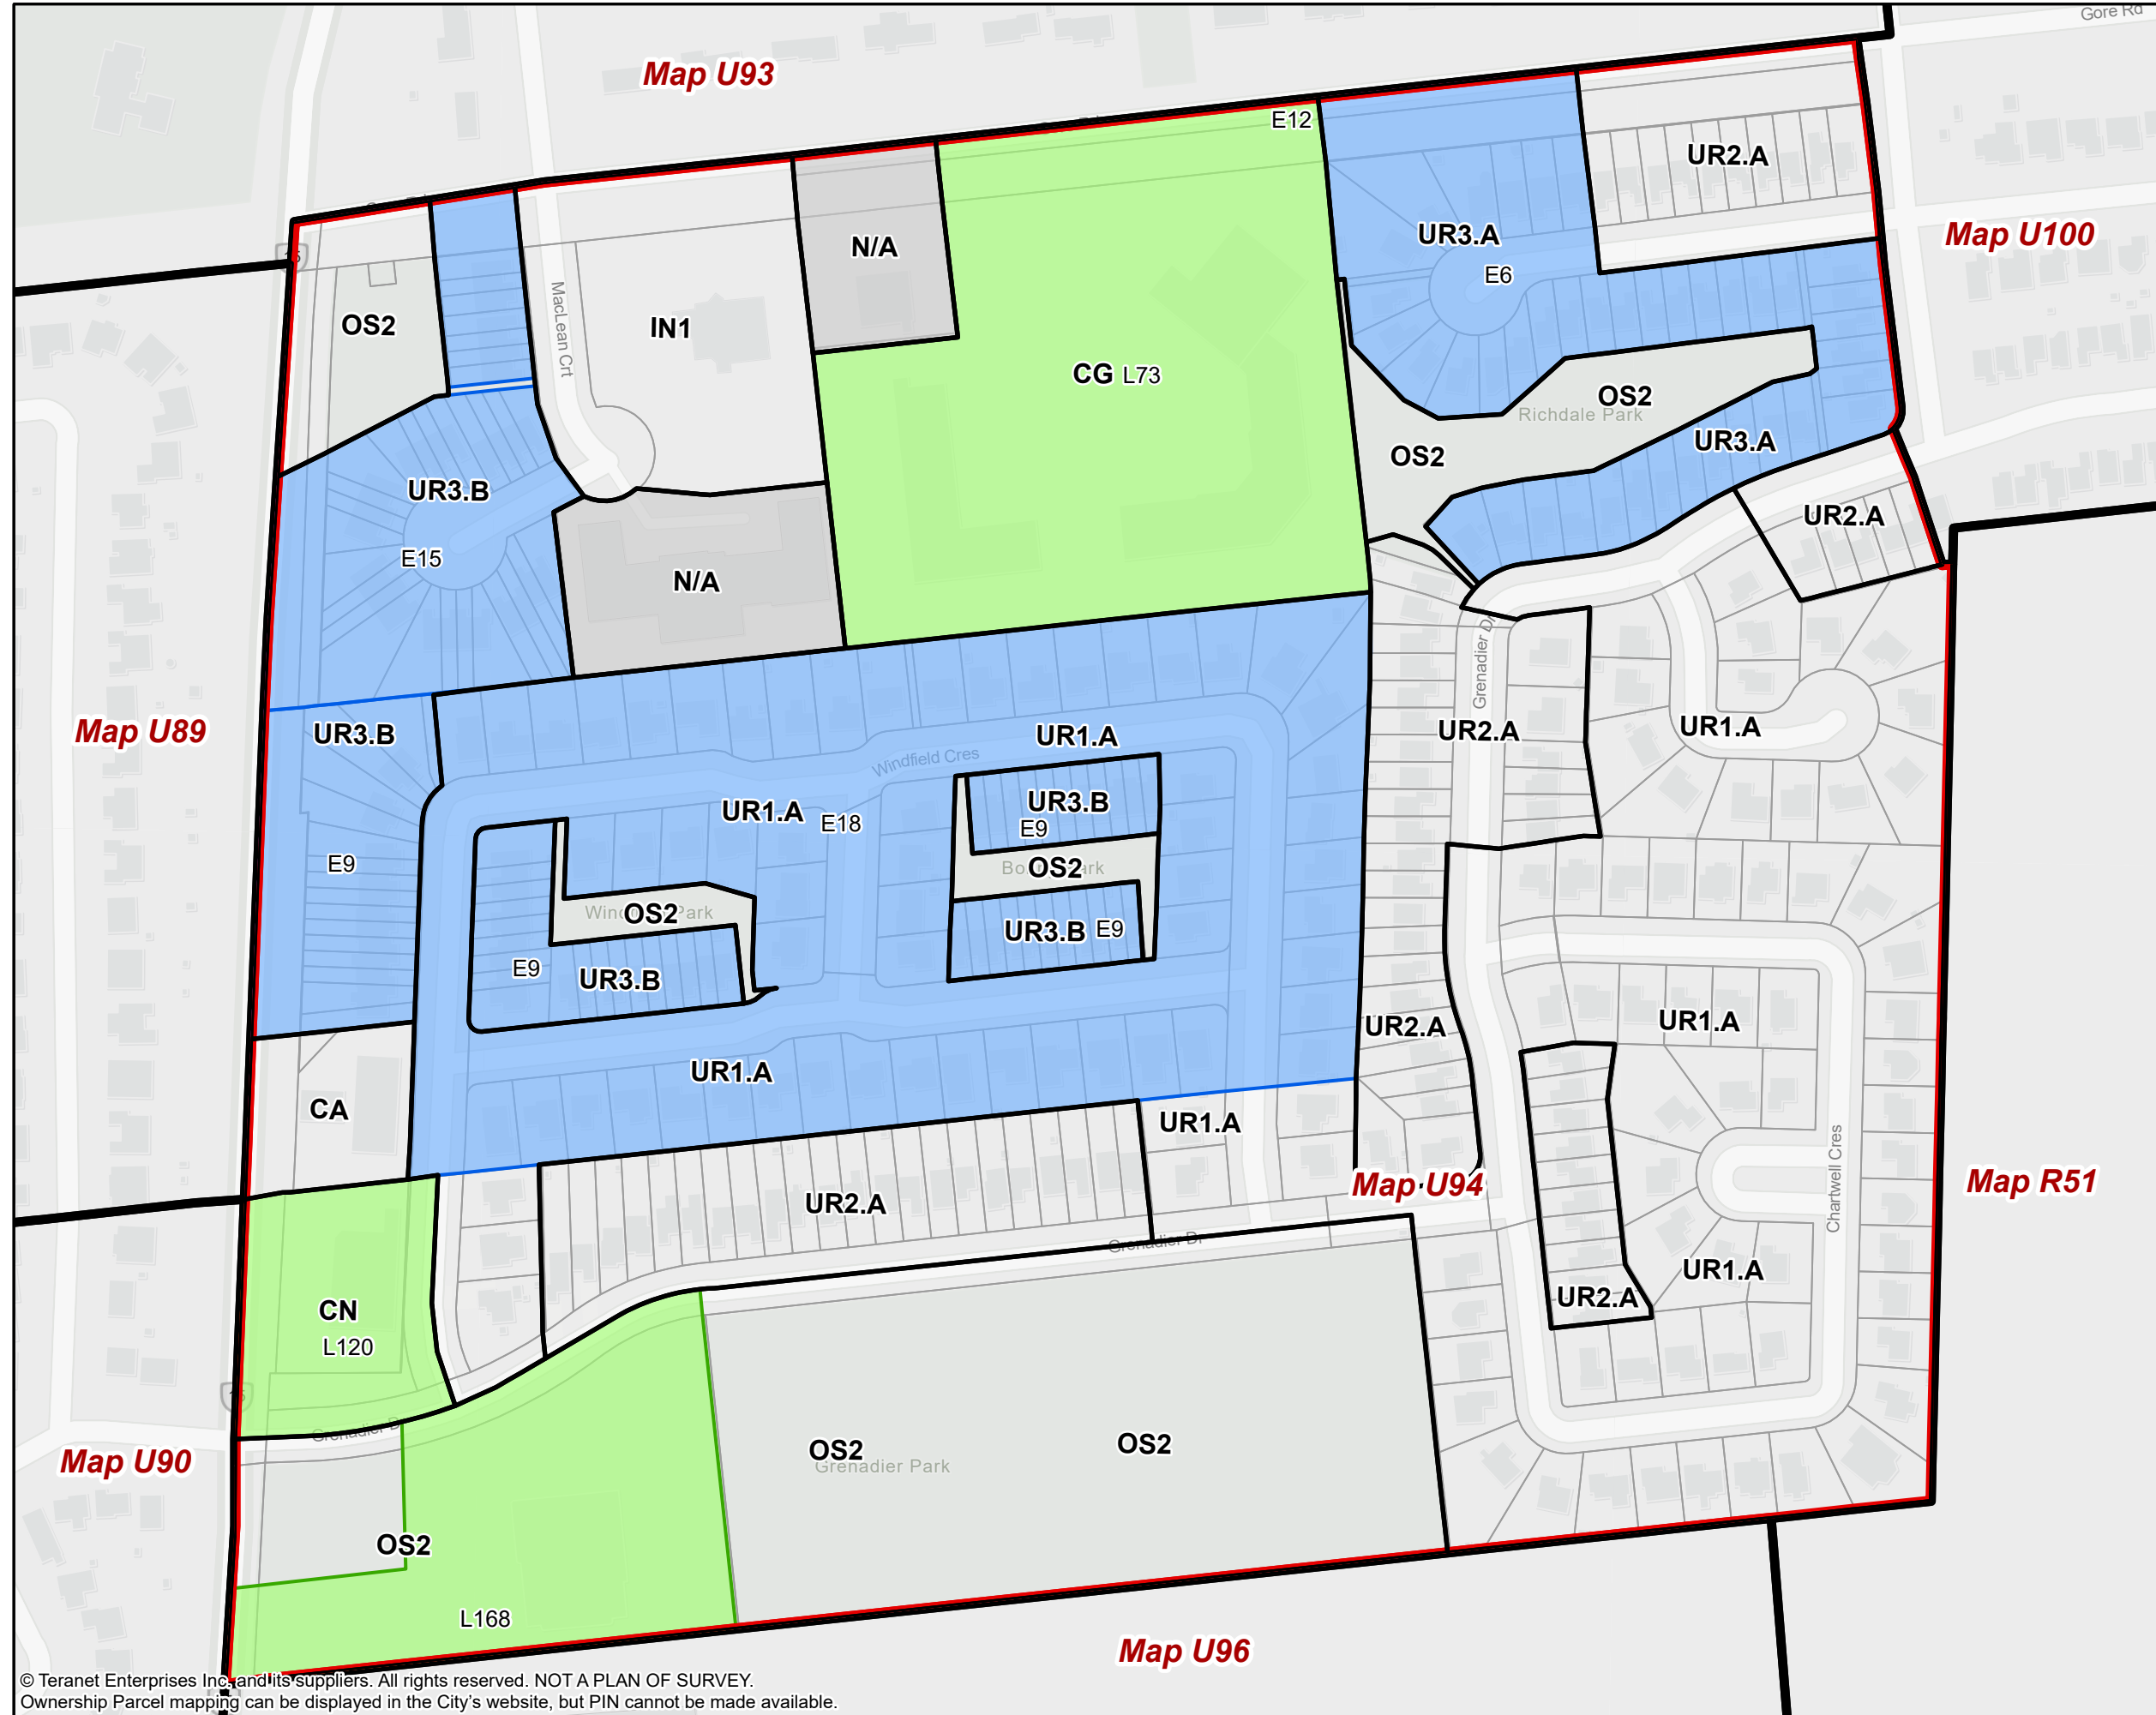 Gore Rd
Map U93
E12
UR2.A
Map U100
N/A
UR3.A
E6
OS2
IN1
MacLean Crt
CG L73
OS2
Richdale Park
UR3.A
OS2
UR3.B
UR2.A
E15
N/A
Grenadier Dr
Map U89
UR3.B
UR1.A
UR2.A
UR1.A
Windfield Cres
UR1.A
E18
UR3.B
E9
E9
OS2
OS2
UR3.B
E9
E9
UR3.B
UR2.A
UR1.A
UR1.A
CA
UR1.A
Chartwell Cres
Map U94
Map R51
UR2.A
Grenadier Dr
UR1.A
UR2.A
CN
L120
Grenadier Dr
Map U90
OS2
OS2
Grenadier Park
OS2
L168
Map U96
© Teranet Enterprises Inc. and its suppliers. All rights reserved. NOT A PLAN OF SURVEY.
Ownership Parcel mapping can be displayed in the City's website, but PIN cannot be made available.